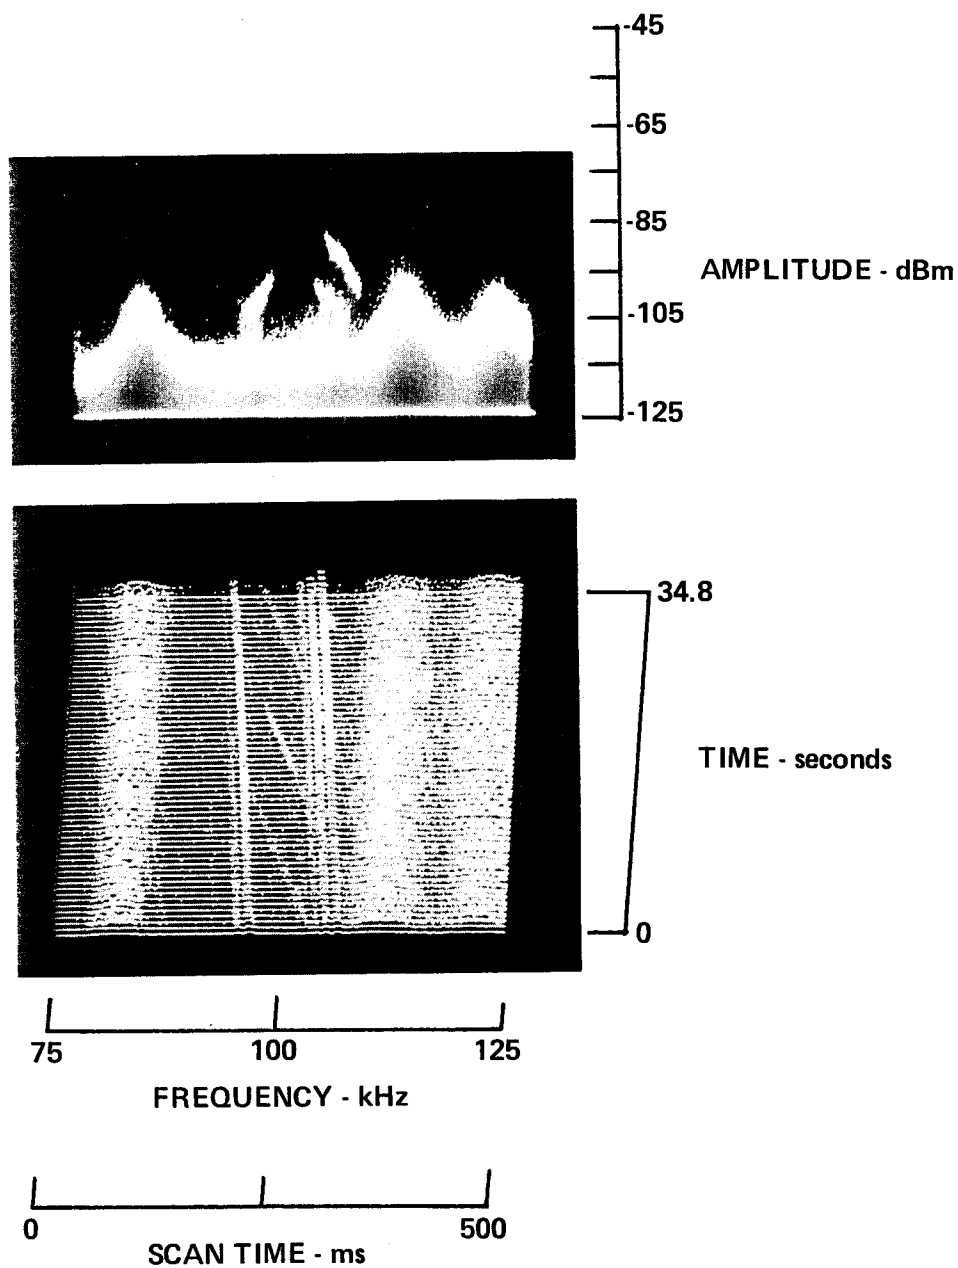 -45
-65
-85
AMPLITUDE - dBm
-105
-125
34.8
TIME - seconds
0
75 100 125
FREQUENCY - kHz
0 500
SCAN TIME - ms